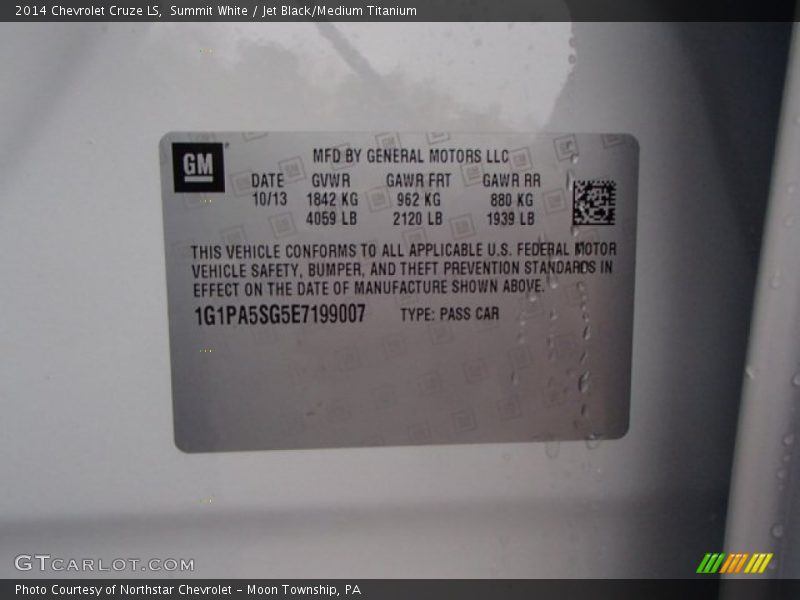 2014 Chevrolet Cruze LS,  Summit White / Jet Black/Medium Titanium
GM
MFD BY GENERAL MOTORS LLC
DATE GVWR GAWR FRT GAWR RR
10/13 1842 KG 962 KG 880 KG
4059 LB 2120 LB 1939 LB
THIS VEHICLE CONFORMS TO ALL APPLICABLE U.S. FEDERAL MOTOR
VEHICLE SAFETY, BUMPER, AND THEFT PREVENTION STANDARDS IN
EFFECT ON THE DATE OF MANUFACTURE SHOWN ABOVE.
1G1PA5SG5E7199007 TYPE: PASS CAR
GTCARLOT.COM
Photo Courtesy of Northstar Chevrolet - Moon Township, PA